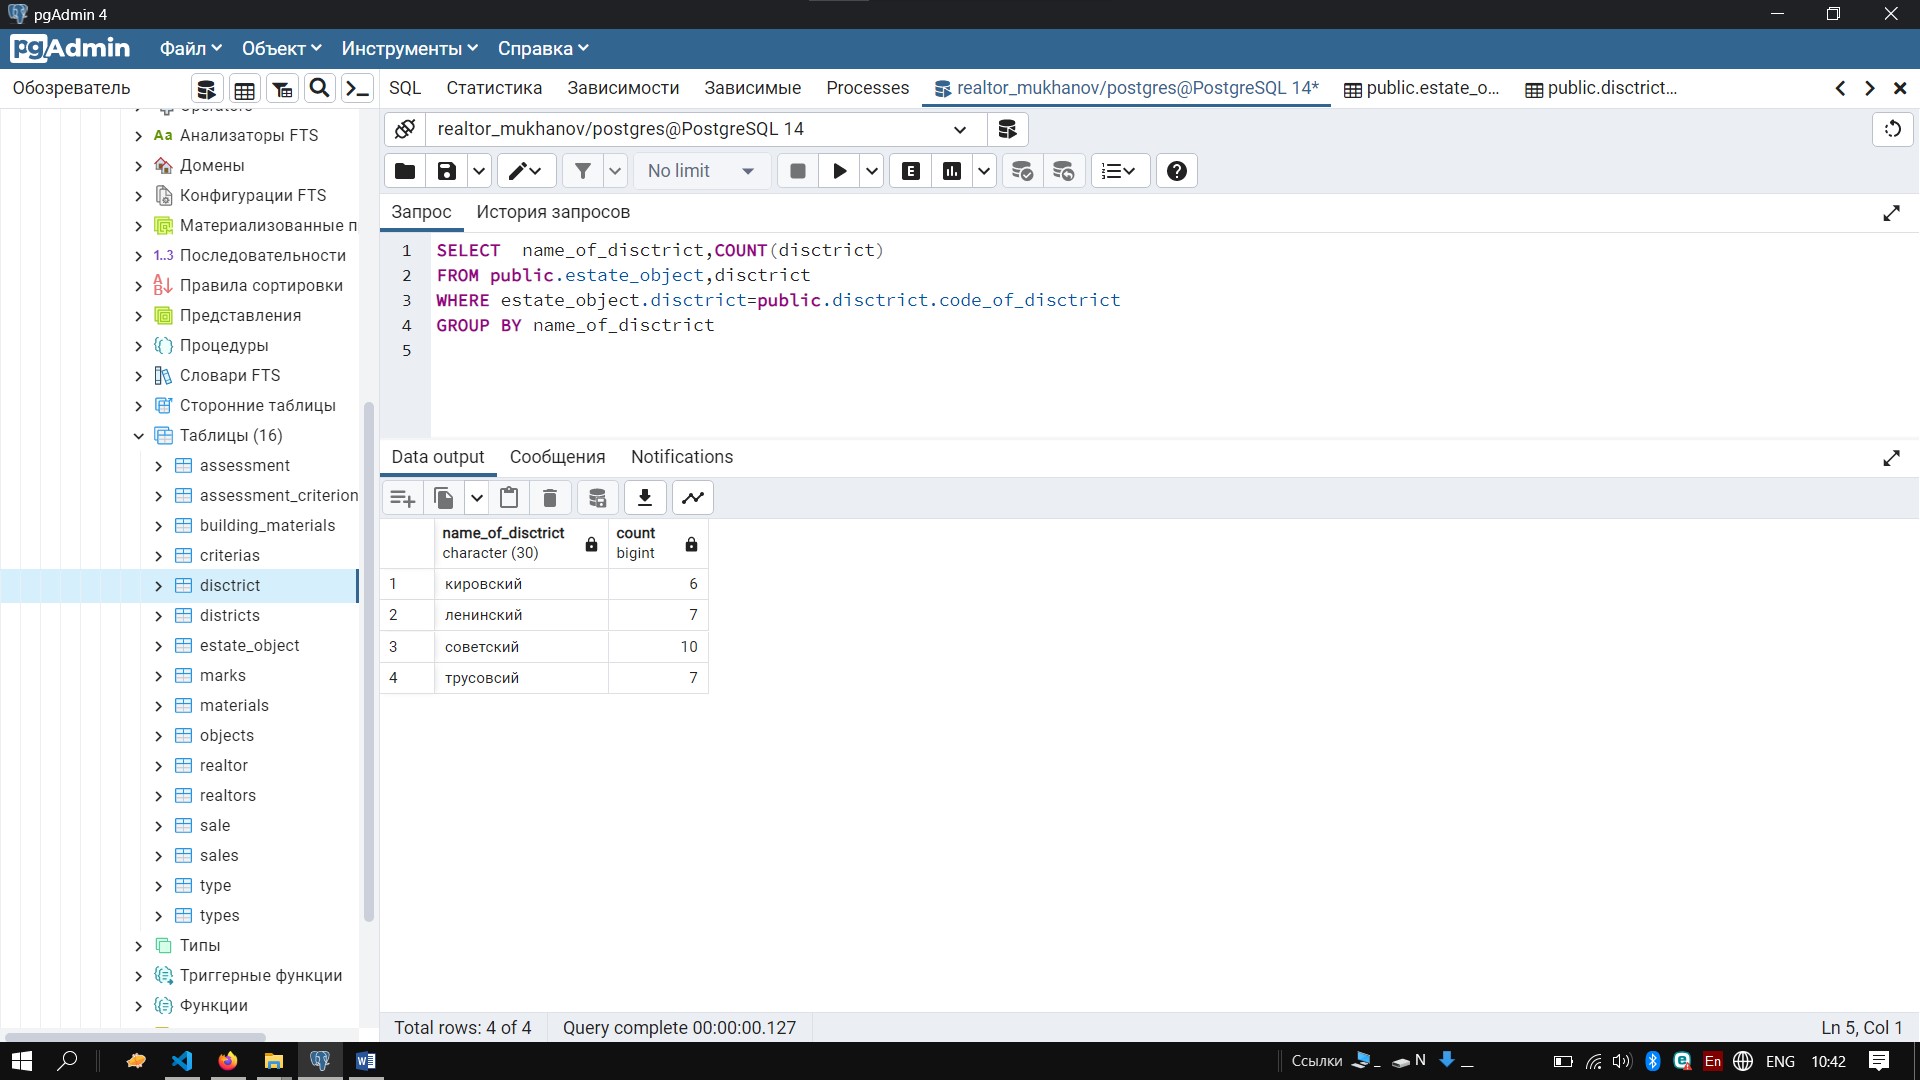 pgAdmin 4
pgAdmin Файл Объект Инструменты Справка
Обозреватель
SQL Статистика Зависимости Зависимые Processes realtor_mukhanov/postgres@PostgreSQL 14* public.estate_o... public.disctrict...
Операторы
Aa Анализаторы FTS
Домены
Конфигурации FTS
Материализованные п
1..3 Последовательности
Правила сортировки
Представления
Процедуры
Словари FTS
Сторонние таблицы
Таблицы (16)
assessment
assessment_criterion
building_materials
criterias
disctrict
districts
estate_object
marks
materials
objects
realtor
realtors
sale
sales
type
types
Типы
Триггерные функции
Функции
realtor_mukhanov/postgres@PostgreSQL 14
No limit
E
Запрос История запросов
1 SELECT name_of_disctrict,COUNT(disctrict)
2 FROM public.estate_object,disctrict
3 WHERE estate_object.disctrict=public.disctrict.code_of_disctrict
4 GROUP BY name_of_disctrict
5
Data output Сообщения Notifications
name_of_disctrict count
character (30) bigint
1 кировский 6
2 ленинский 7
3 советский 10
4 трусовсий 7
Total rows: 4 of 4 Query complete 00:00:00.127 Ln 5, Col 1
Ссылки N En ENG 10:42